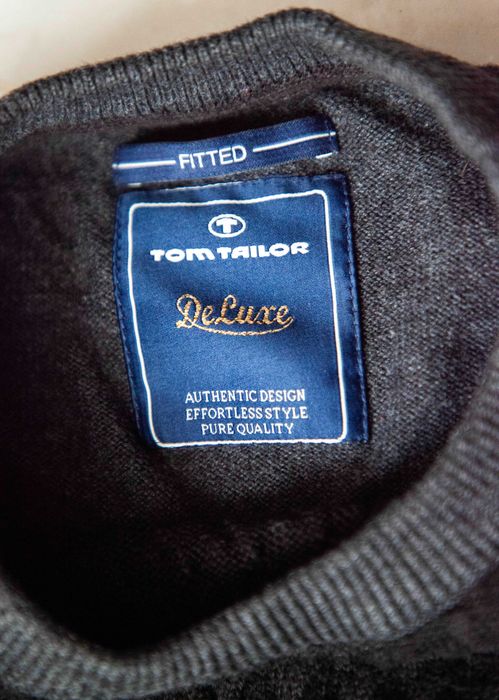 FITTED
T
TOM TAILOR
DeLuxe
AUTHENTIC DESIGN
EFFORTLESS STYLE
PURE QUALITY